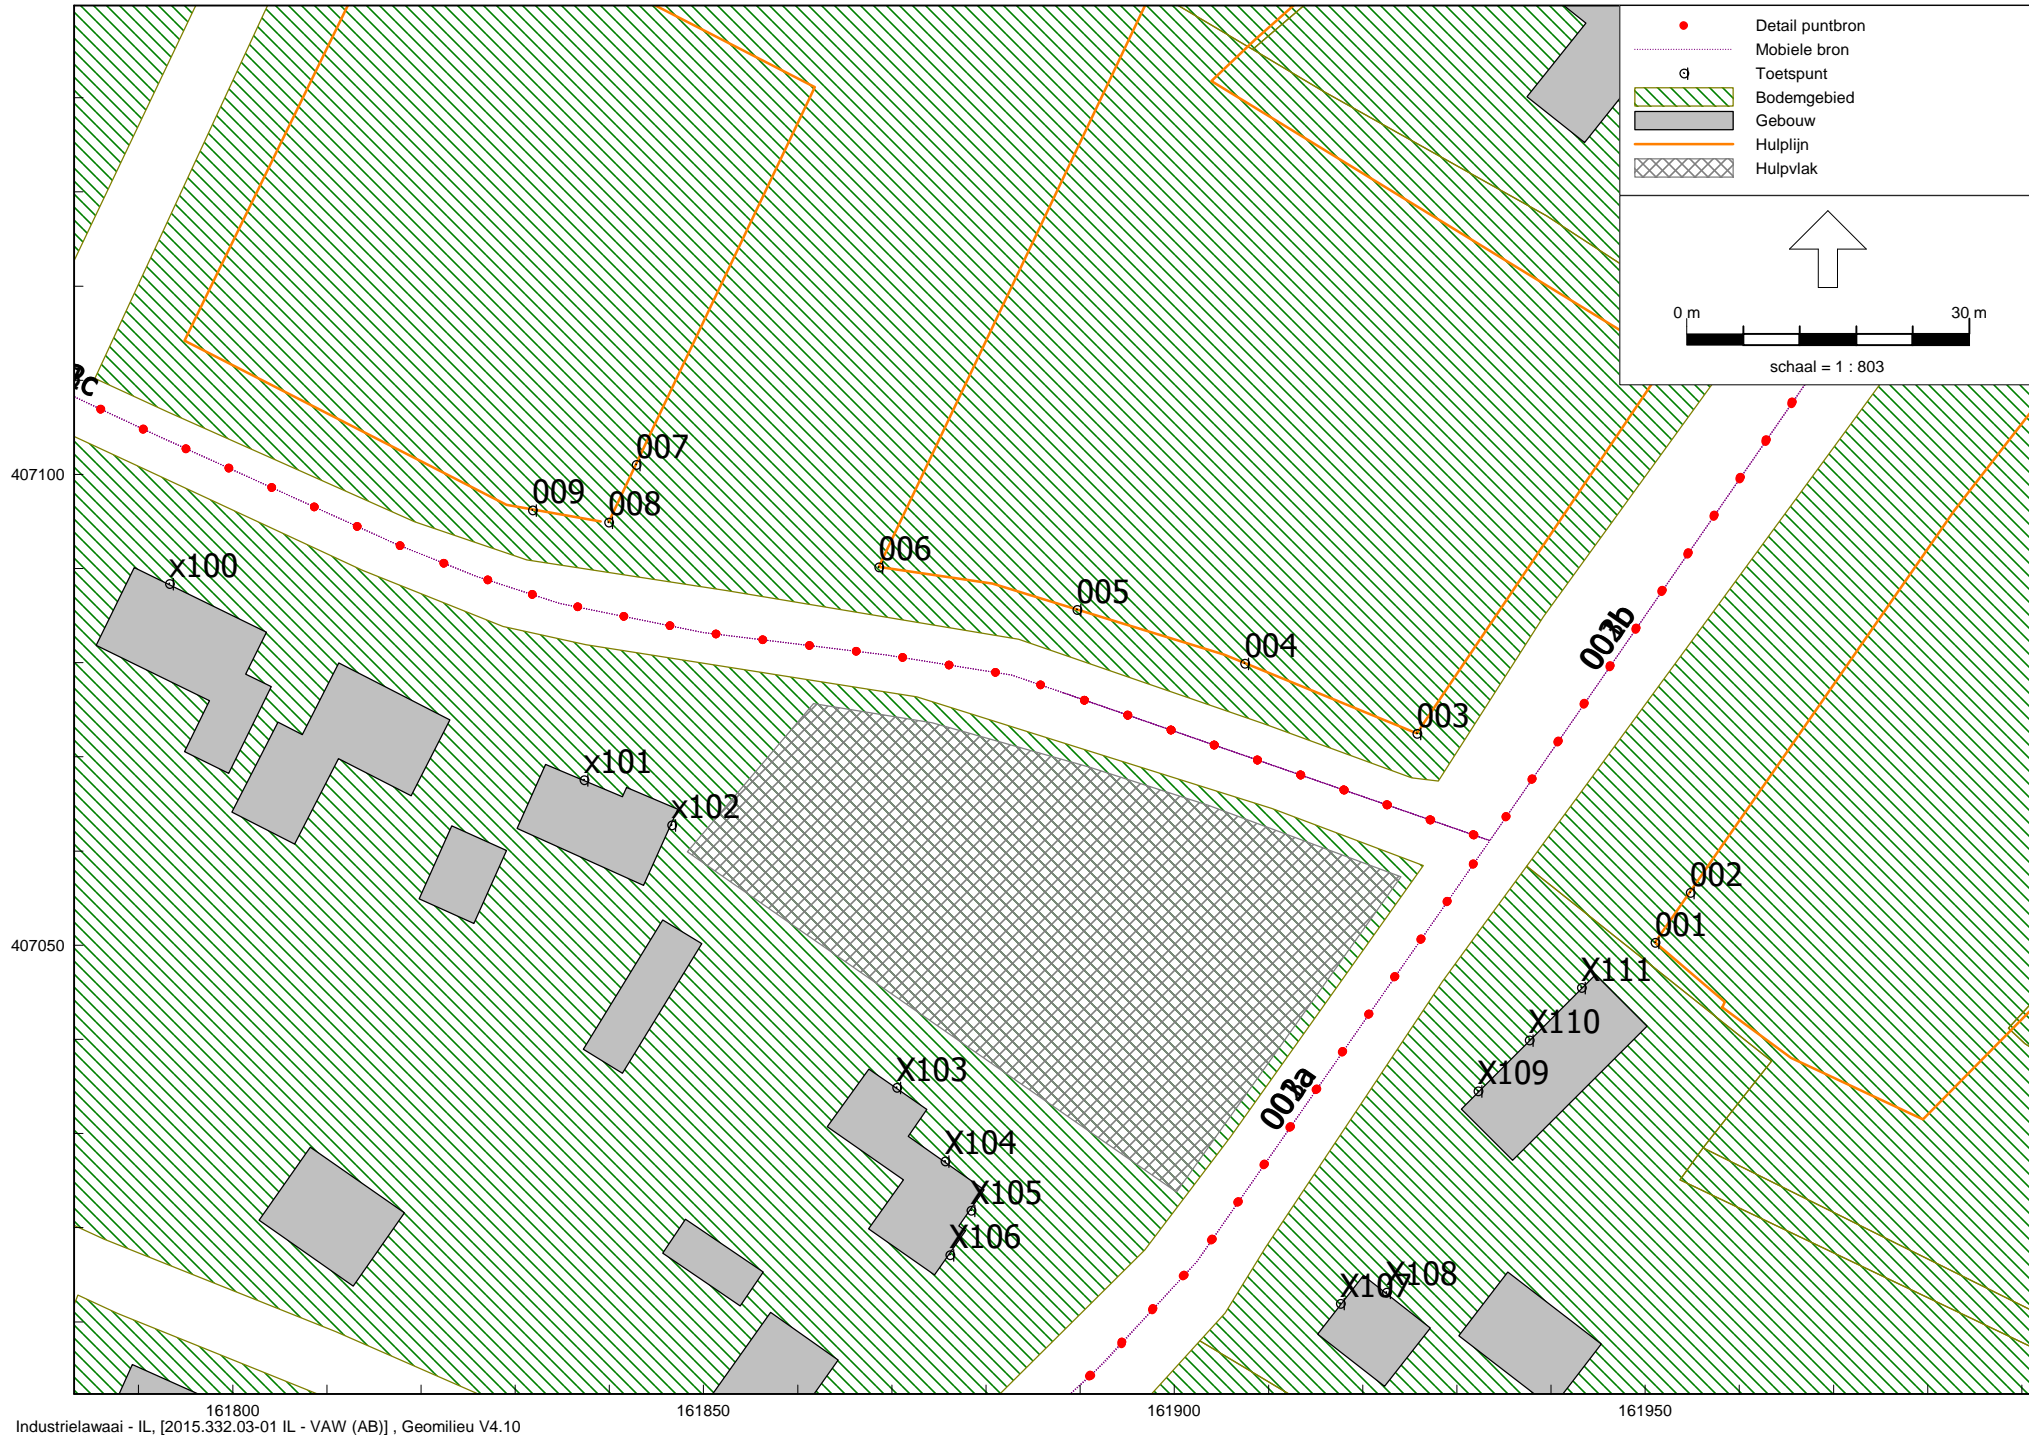 Detail puntbron
Mobiele bron
Toetspunt
Bodemgebied
Gebouw
Hulplijn
Hulpvlak
0 m 30 m
schaal = 1 : 803
007
407100
009
008
006
x100
005
004
003
x101
x102
002
001
407050
X111
X110
X109
X103
X104
X105
X106
X108
X107
161800 161850 161900 161950
Industrielawaai - IL, [2015.332.03-01 IL - VAW (AB)] , Geomilieu V4.10